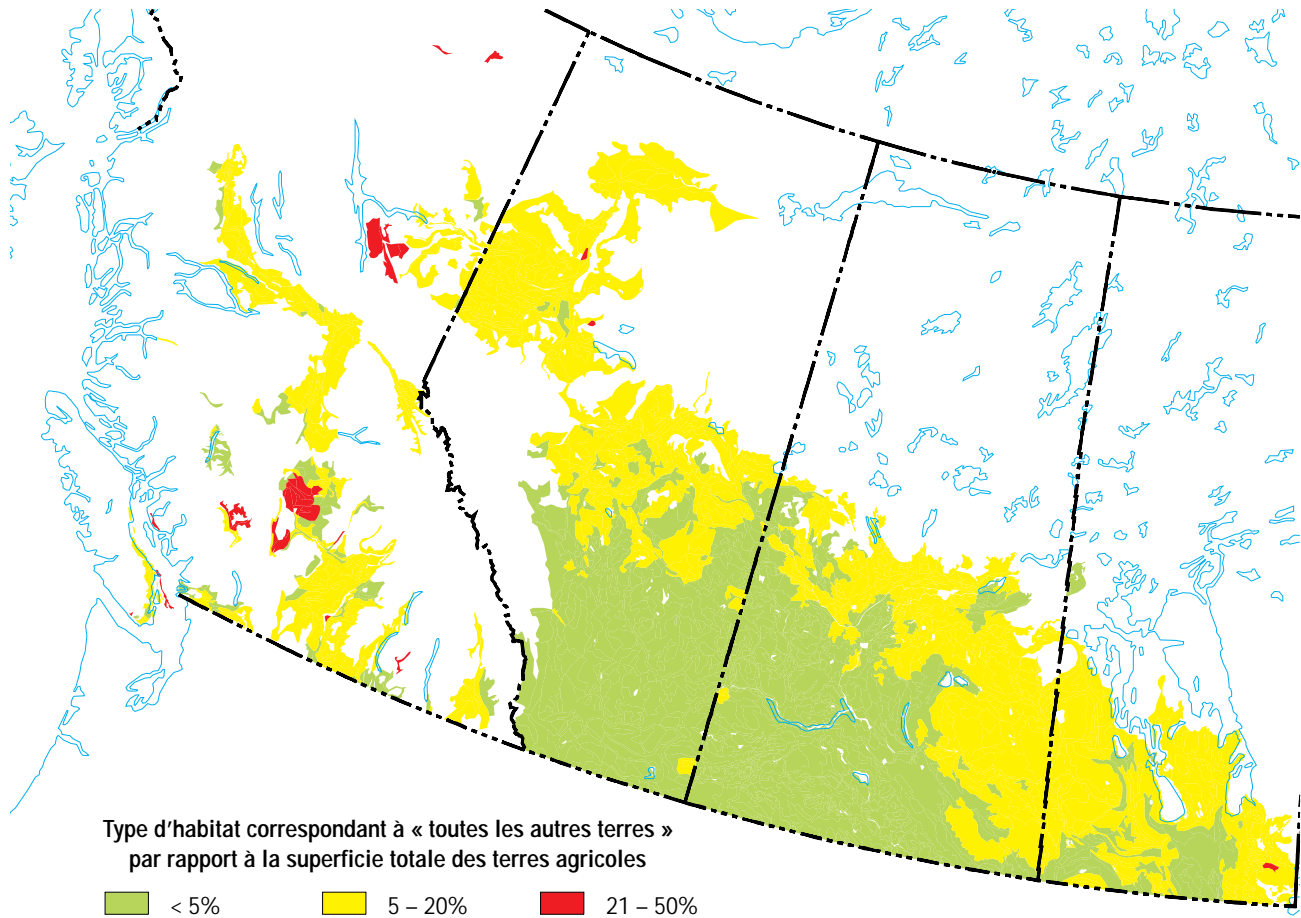 Type d'habitat correspondant à « toutes les autres terres »
par rapport à la superficie totale des terres agricoles
< 5%
5 – 20%
21 – 50%